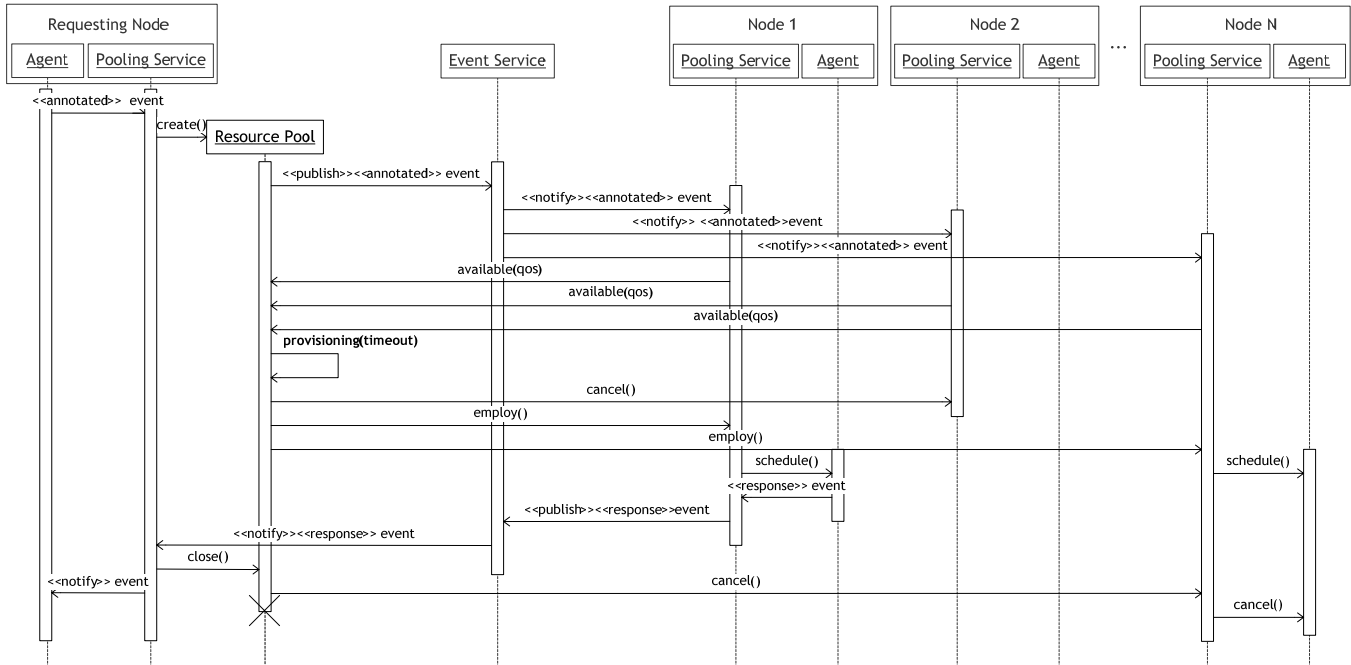 Requesting Node
Node 1
Node 2
Node N
Agent
Pooling Service
Event Service
Pooling Service
Agent
Pooling Service
Agent
...
Pooling Service
Agent
<<annotated>> event
create()
Resource Pool
<<publish>><<annotated>> event
<<notify>><<annotated>> event
<<notify>> <<annotated>>event
<<notify>><<annotated>> event
available(qos)
available(qos)
available(qos)
provisioning(timeout)
cancel()
employ()
employ()
schedule()
schedule()
<<response>> event
<<publish>><<response>>event
<<notify>><<response>> event
close()
<<notify>> event
cancel()
cancel()